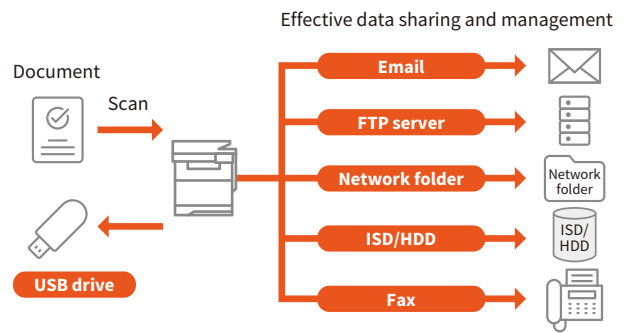 Effective data sharing and management
Document
Scan
USB drive
Email
FTP server
Network folder
Network
folder
ISD/HDD
ISD/
HDD
Fax